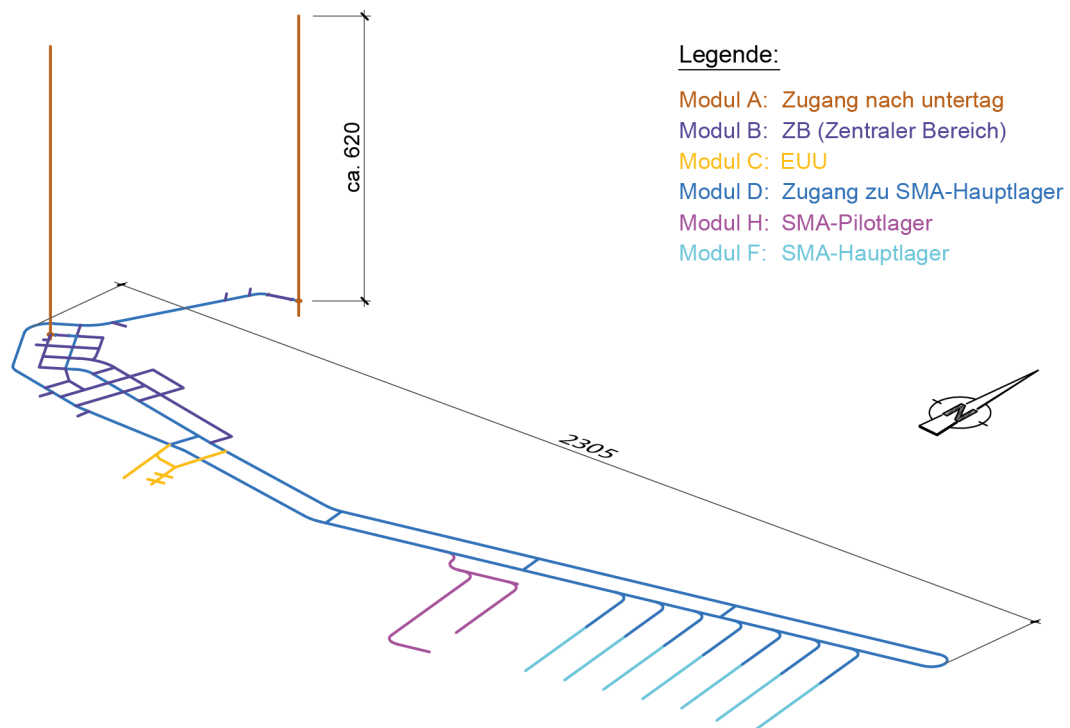 ca. 620
Legende:
Modul A: Zugang nach untertag
Modul B: ZB (Zentraler Bereich)
Modul C: EUU
Modul D: Zugang zu SMA-Hauptlager
Modul H: SMA-Pilotlager
Modul F: SMA-Hauptlager
2305
N